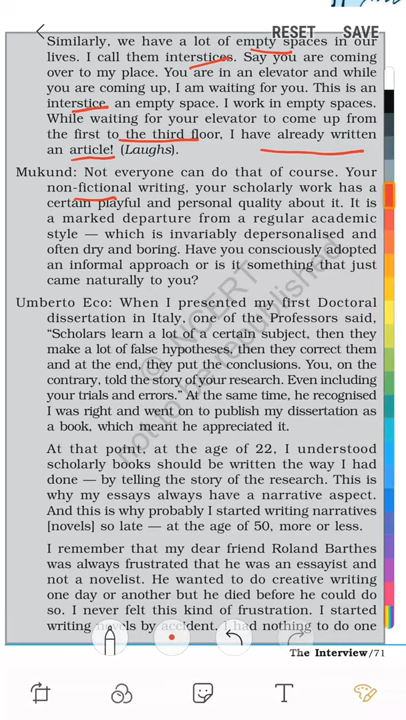 RESET SAVE
Similarly, we have a lot of empty spaces in our
lives. I call them interstices. Say you are coming
over to my place. You are in an elevator and while
you are coming up, I am waiting for you. This is an
interstice, an empty space. I work in empty spaces.
While waiting for your elevator to come up from
the first to the third floor, I have already written
an article! (Laughs).
Mukund: Not everyone can do that of course. Your
non-fictional writing, your scholarly work has a
certain playful and personal quality about it. It is
a marked departure from a regular academic
style — which is invariably depersonalised and
often dry and boring. Have you consciously adopted
an informal approach or is it something that just
came naturally to you?
Umberto Eco: When I presented my first Doctoral
dissertation in Italy, one of the Professors said,
“Scholars learn a lot of a certain subject, then they
make a lot of false hypotheses, then they correct them
and at the end, they put the conclusions. You, on the
contrary, told the story of your research. Even including
your trials and errors.” At the same time, he recognised
I was right and went on to publish my dissertation as
a book, which meant he appreciated it.
At that point, at the age of 22, I understood
scholarly books should be written the way I had
done — by telling the story of the research. This is
why my essays always have a narrative aspect.
And this is why probably I started writing narratives
[novels] so late — at the age of 50, more or less.
I remember that my dear friend Roland Barthes
was always frustrated that he was an essayist and
not a novelist. He wanted to do creative writing
one day or another but he died before he could do
so. I never felt this kind of frustration. I started
writing novels by accident. I had nothing to do one
The Interview/71
© NCERT
not to be republished
T